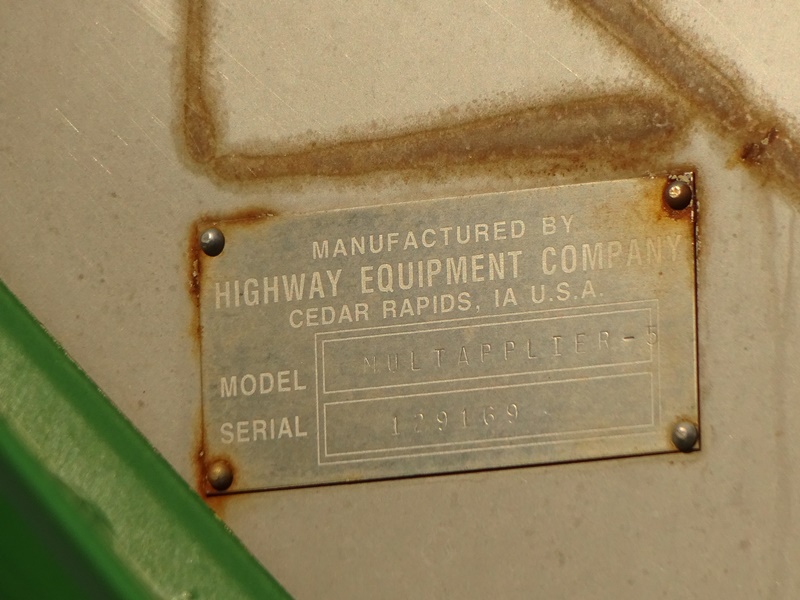 MANUFACTURED BY
HIGHWAY EQUIPMENT COMPANY
CEDAR RAPIDS, IA U.S.A.
MODEL MULTAPPLIER-5
SERIAL 129169